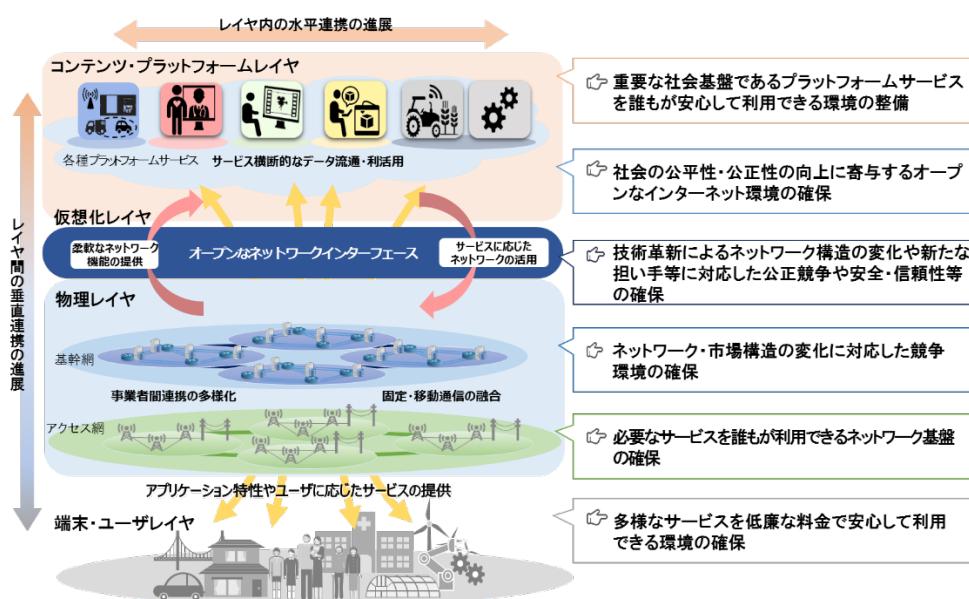 レイヤ内の水平連携の進展
コンテンツ・プラットフォームレイヤ
各種プラットフォームサービス
サービス横断的なデータ流通・利活用
仮想化レイヤ
柔軟なネットワーク
機能の提供
オープンなネットワークインターフェース
サービスに応じた
ネットワークの活用
物理レイヤ
基幹網
事業者間連携の多様化
固定・移動通信の融合
アクセス網
アプリケーション特性やユーザに応じたサービスの提供
端末・ユーザレイヤ
レイヤ間の垂直連携の進展
重要な社会基盤であるプラットフォームサービス
を誰もが安心して利用できる環境の整備
社会の公平性・公正性の向上に寄与するオープ
ンなインターネット環境の確保
技術革新によるネットワーク構造の変化や新たな
担い手等に対応した公正競争や安全・信頼性等
の確保
ネットワーク・市場構造の変化に対応した競争
環境の確保
必要なサービスを誰もが利用できるネットワーク基盤
の確保
多様なサービスを低廉な料金で安心して利用
できる環境の確保